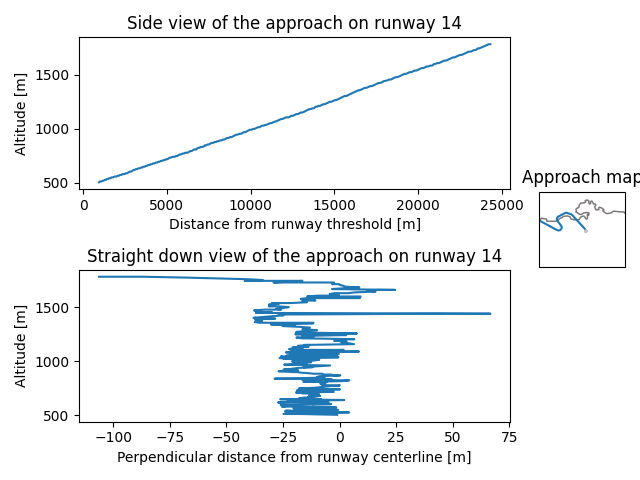 Side view of the approach on runway 14
Altitude [m]
1500
1000
500
0
5000
10000
15000
20000
25000
Distance from runway threshold [m]
Approach map
Straight down view of the approach on runway 14
Altitude [m]
1500
1000
500
−100
−75
−50
−25
0
25
50
75
Perpendicular distance from runway centerline [m]